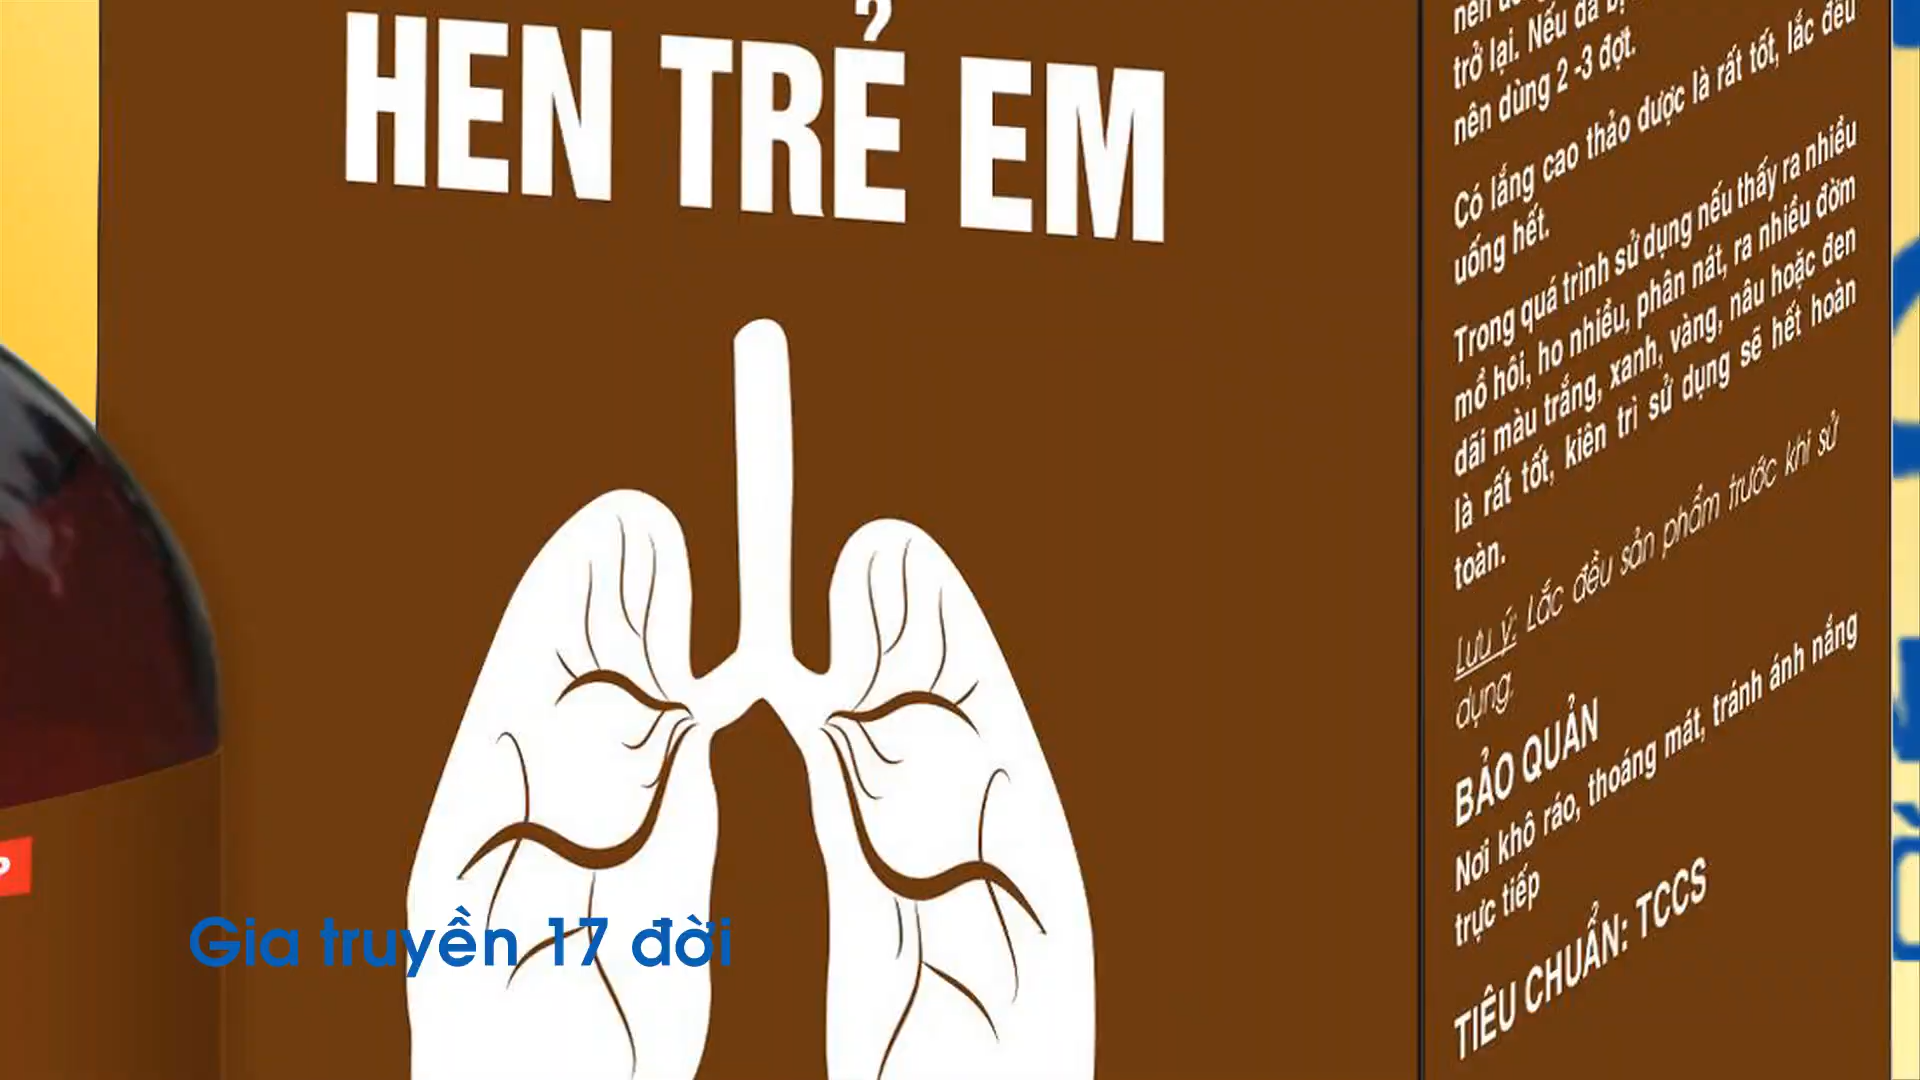 HEN TRẺ EM
trở lại. Nếu đã bị
nên dùng 2 -3 đợt.
Có lắng cao thảo dược là rất tốt, lắc đều
uống hết.
Trong quá trình sử dụng nếu thấy ra nhiều
mồ hôi, ho nhiều, phân nát, ra nhiều đờm
dãi màu trắng, xanh, vàng, nâu hoặc đen
là rất tốt, kiên trì sử dụng sẽ hết hoàn
toàn.
Lưu ý: Lắc đều sản phẩm trước khi sử
dụng.
BẢO QUẢN
Nơi khô ráo, thoáng mát, tránh ánh nắng
trực tiếp
TIÊU CHUẨN: TCCS
Gia truyền 17 đời